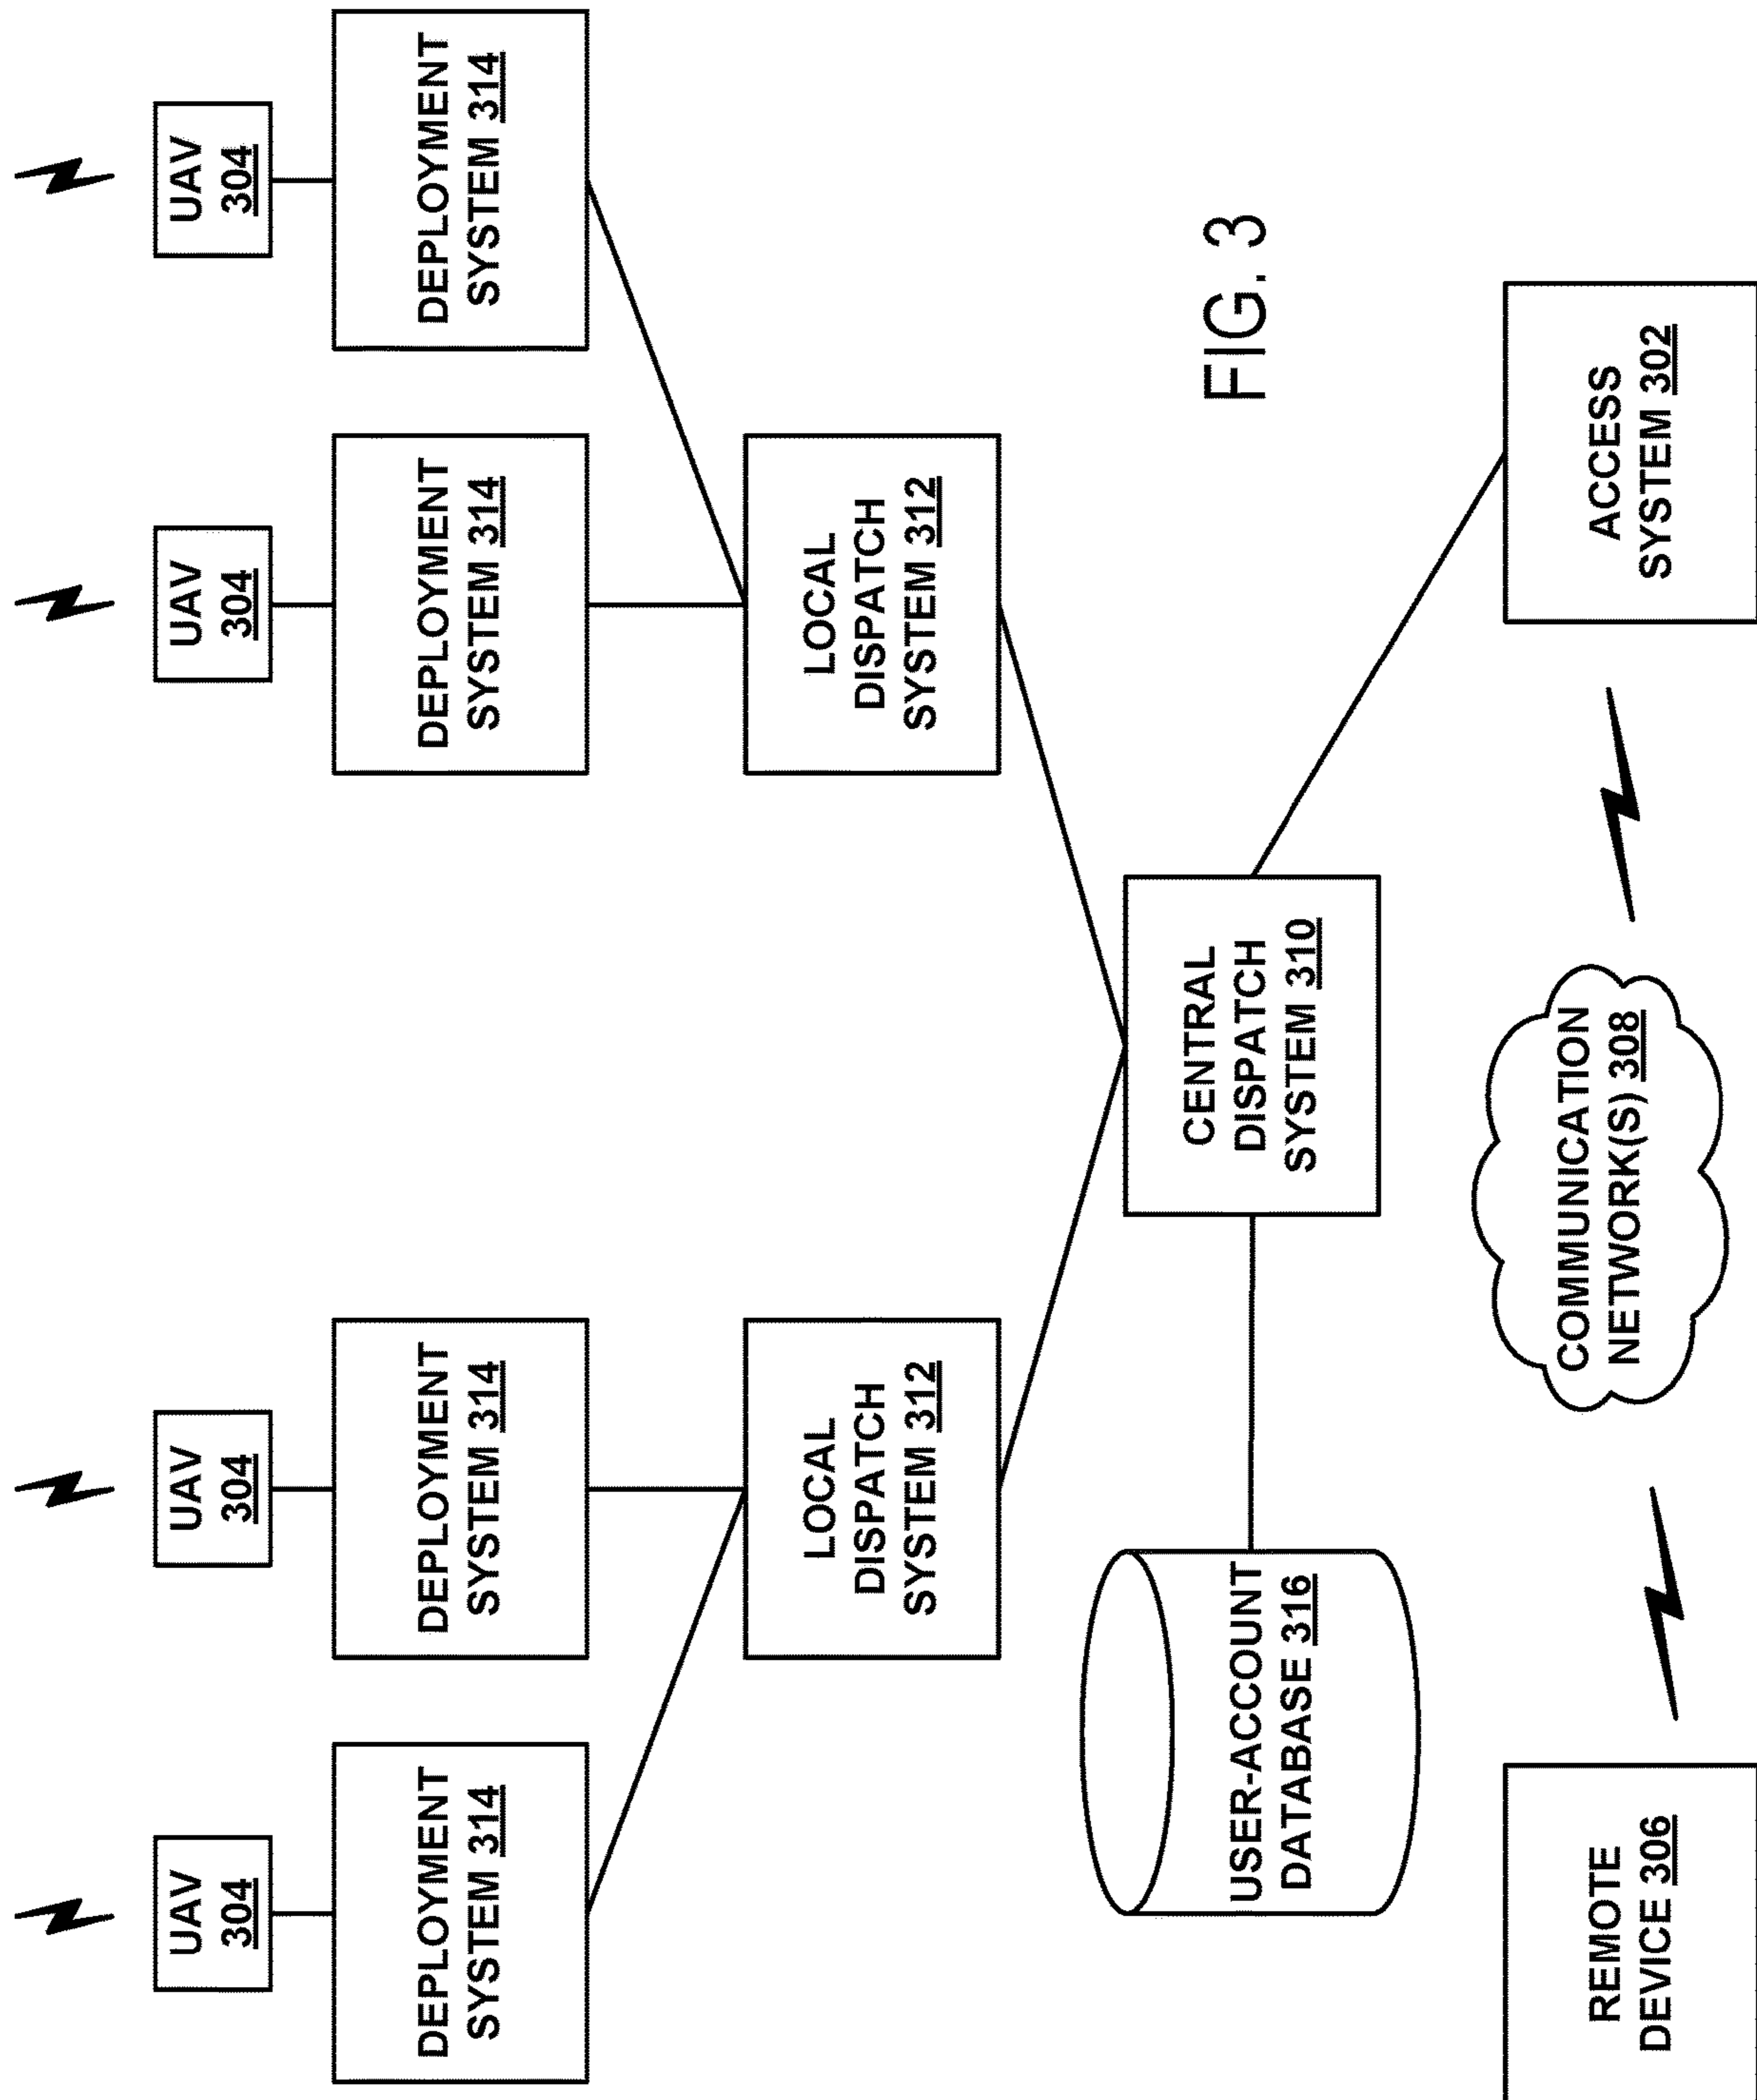 UAV
304
UAV
304
UAV
304
UAV
304
DEPLOYMENT
SYSTEM 314
DEPLOYMENT
SYSTEM 314
DEPLOYMENT
SYSTEM 314
DEPLOYMENT
SYSTEM 314
LOCAL
DISPATCH
SYSTEM 312
LOCAL
DISPATCH
SYSTEM 312
USER-ACCOUNT
DATABASE 316
CENTRAL
DISPATCH
SYSTEM 310
FIG. 3
REMOTE
DEVICE 306
COMMUNICATION
NETWORK(S) 308
ACCESS
SYSTEM 302